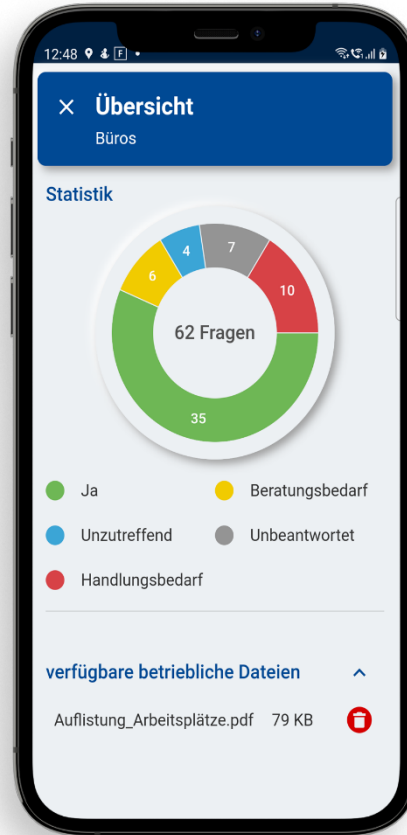 12:48 F
Übersicht
Büros
Statistik
4
7
6
10
62 Fragen
35
Ja
Beratungsbedarf
Unzutreffend
Unbeantwortet
Handlungsbedarf
verfügbare betriebliche Dateien
Auflistung_Arbeitsplätze.pdf 79 KB